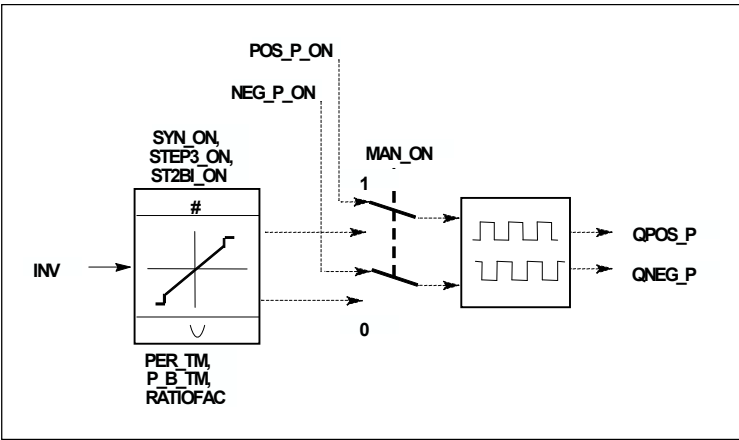 POS_P_ON
NEG_P_ON
SYN_ON,
STEP3_ON,
ST2BI_ON
MAN_ON
1
#
QPOS_P
INV
QNEG_P
0
PER_TM,
P_B_TM,
RATIOFAC